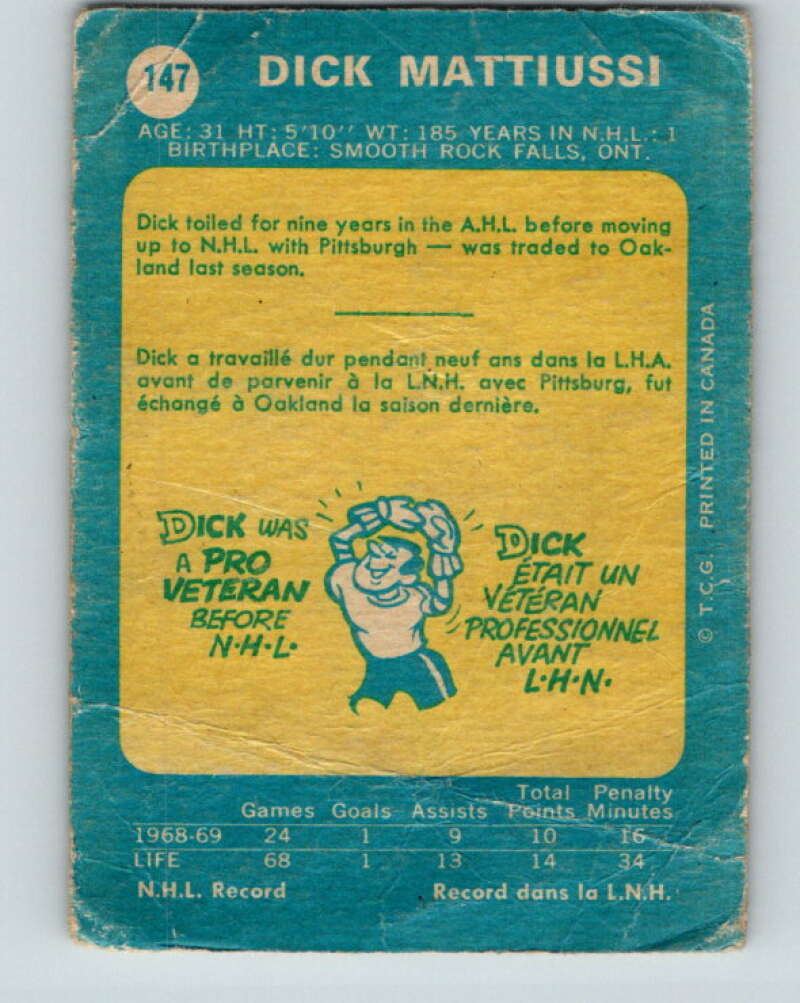 147
DICK MATTIUSSI
AGE: 31 HT: 5'10'' WT: 185 YEARS IN N.H.L.: 1
BIRTHPLACE: SMOOTH ROCK FALLS, ONT.
Dick toiled for nine years in the A.H.L. before moving
up to N.H.L. with Pittsburgh — was traded to Oak-
land last season.
Dick a travaillé dur pendant neuf ans dans la L.H.A.
avant de parvenir à la L.N.H. avec Pittsburg, fut
échangé à Oakland la saison dernière.
DICK WAS
A PRO
VETERAN
BEFORE
N·H·L·
DICK
ÉTAIT UN
VÉTÉRAN
PROFESSIONNEL
AVANT
L·H·N·
© T.C.G. PRINTED IN CANADA
Total Penalty
Games Goals Assists Points Minutes
1968-69 24 1 9 10 16
LIFE 68 1 13 14 34
N.H.L. Record Record dans la L.N.H.